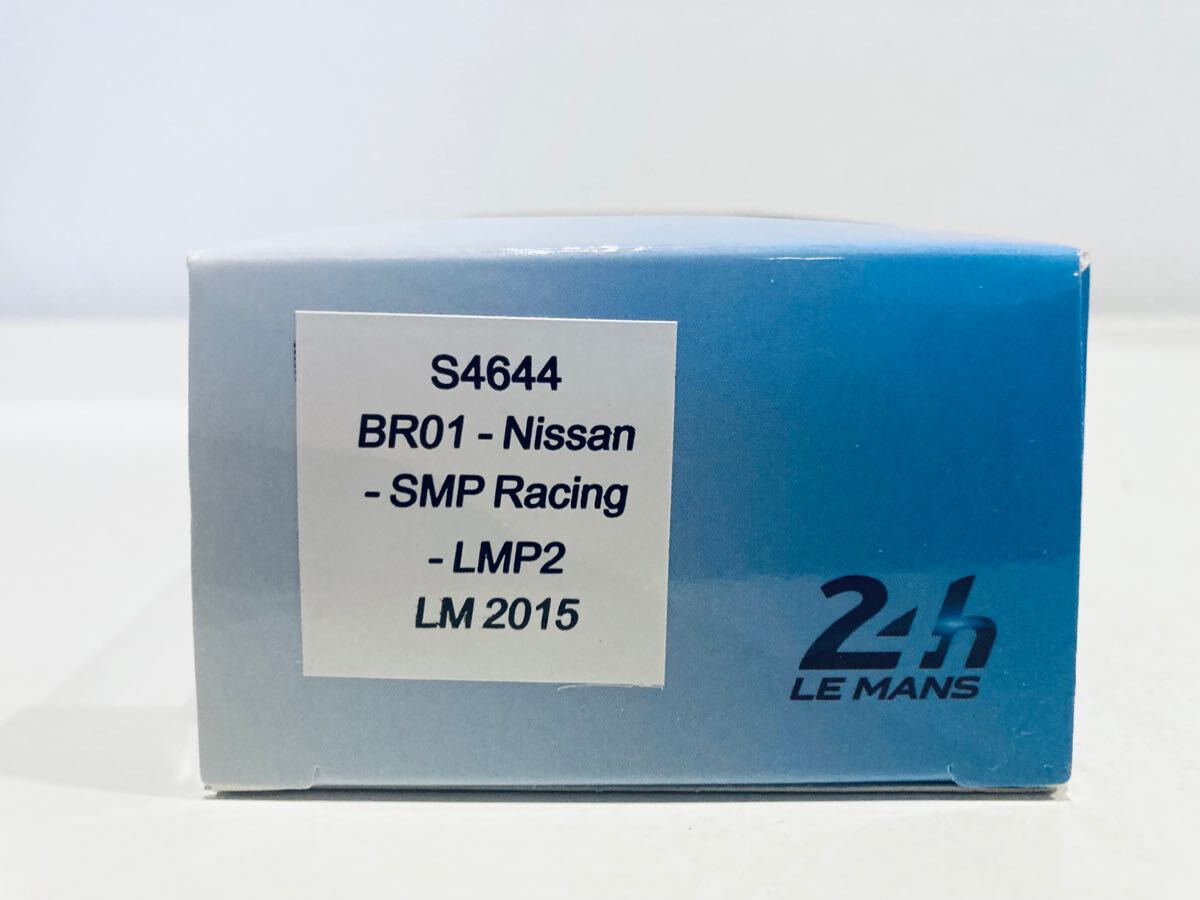 S4644
BR01 - Nissan
- SMP Racing
- LMP2
LM 2015
24h
LE MANS